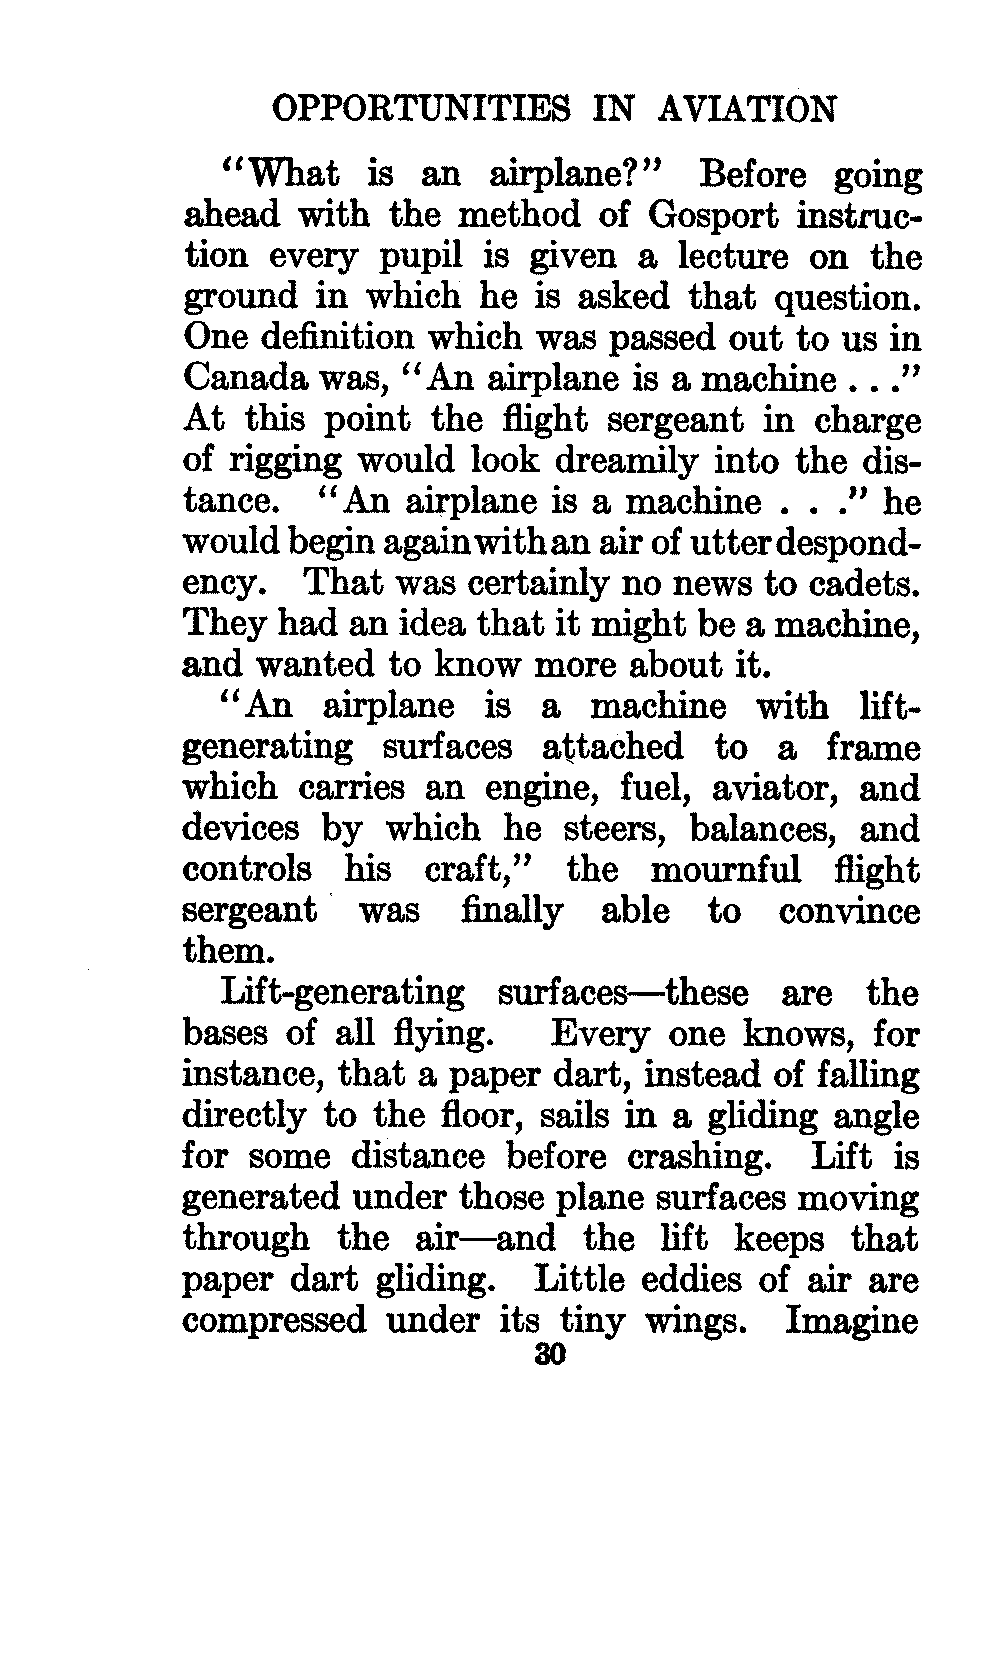 OPPORTUNITIES IN AVIATION
"What is an airplane?" Before going
ahead with the method of Gosport instruc-
tion every pupil is given a lecture on the
ground in which he is asked that question.
One definition which was passed out to us in
Canada was, "An airplane is a machine . . ."
At this point the flight sergeant in charge
of rigging would look dreamily into the dis-
tance. "An airplane is a machine . . ." he
would begin again with an air of utter despond-
ency. That was certainly no news to cadets.
They had an idea that it might be a machine,
and wanted to know more about it.
"An airplane is a machine with lift-
generating surfaces attached to a frame
which carries an engine, fuel, aviator, and
devices by which he steers, balances, and
controls his craft," the mournful flight
sergeant was finally able to convince
them.
Lift-generating surfaces—these are the
bases of all flying. Every one knows, for
instance, that a paper dart, instead of falling
directly to the floor, sails in a gliding angle
for some distance before crashing. Lift is
generated under those plane surfaces moving
through the air—and the lift keeps that
paper dart gliding. Little eddies of air are
compressed under its tiny wings. Imagine
30